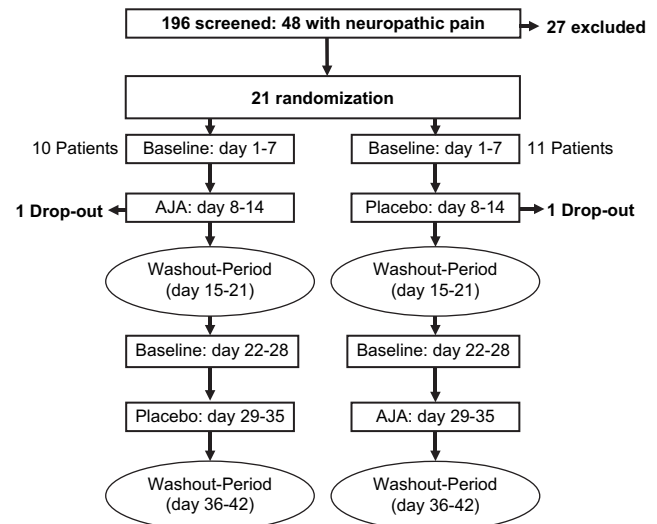 196 screened: 48 with neuropathic pain
27 excluded
21 randomization
10 Patients
Baseline: day 1-7
Baseline: day 1-7
11 Patients
1 Drop-out
AJA: day 8-14
Placebo: day 8-14
1 Drop-out
Washout-Period
(day 15-21)
Washout-Period
(day 15-21)
Baseline: day 22-28
Baseline: day 22-28
Placebo: day 29-35
AJA: day 29-35
Washout-Period
(day 36-42)
Washout-Period
(day 36-42)